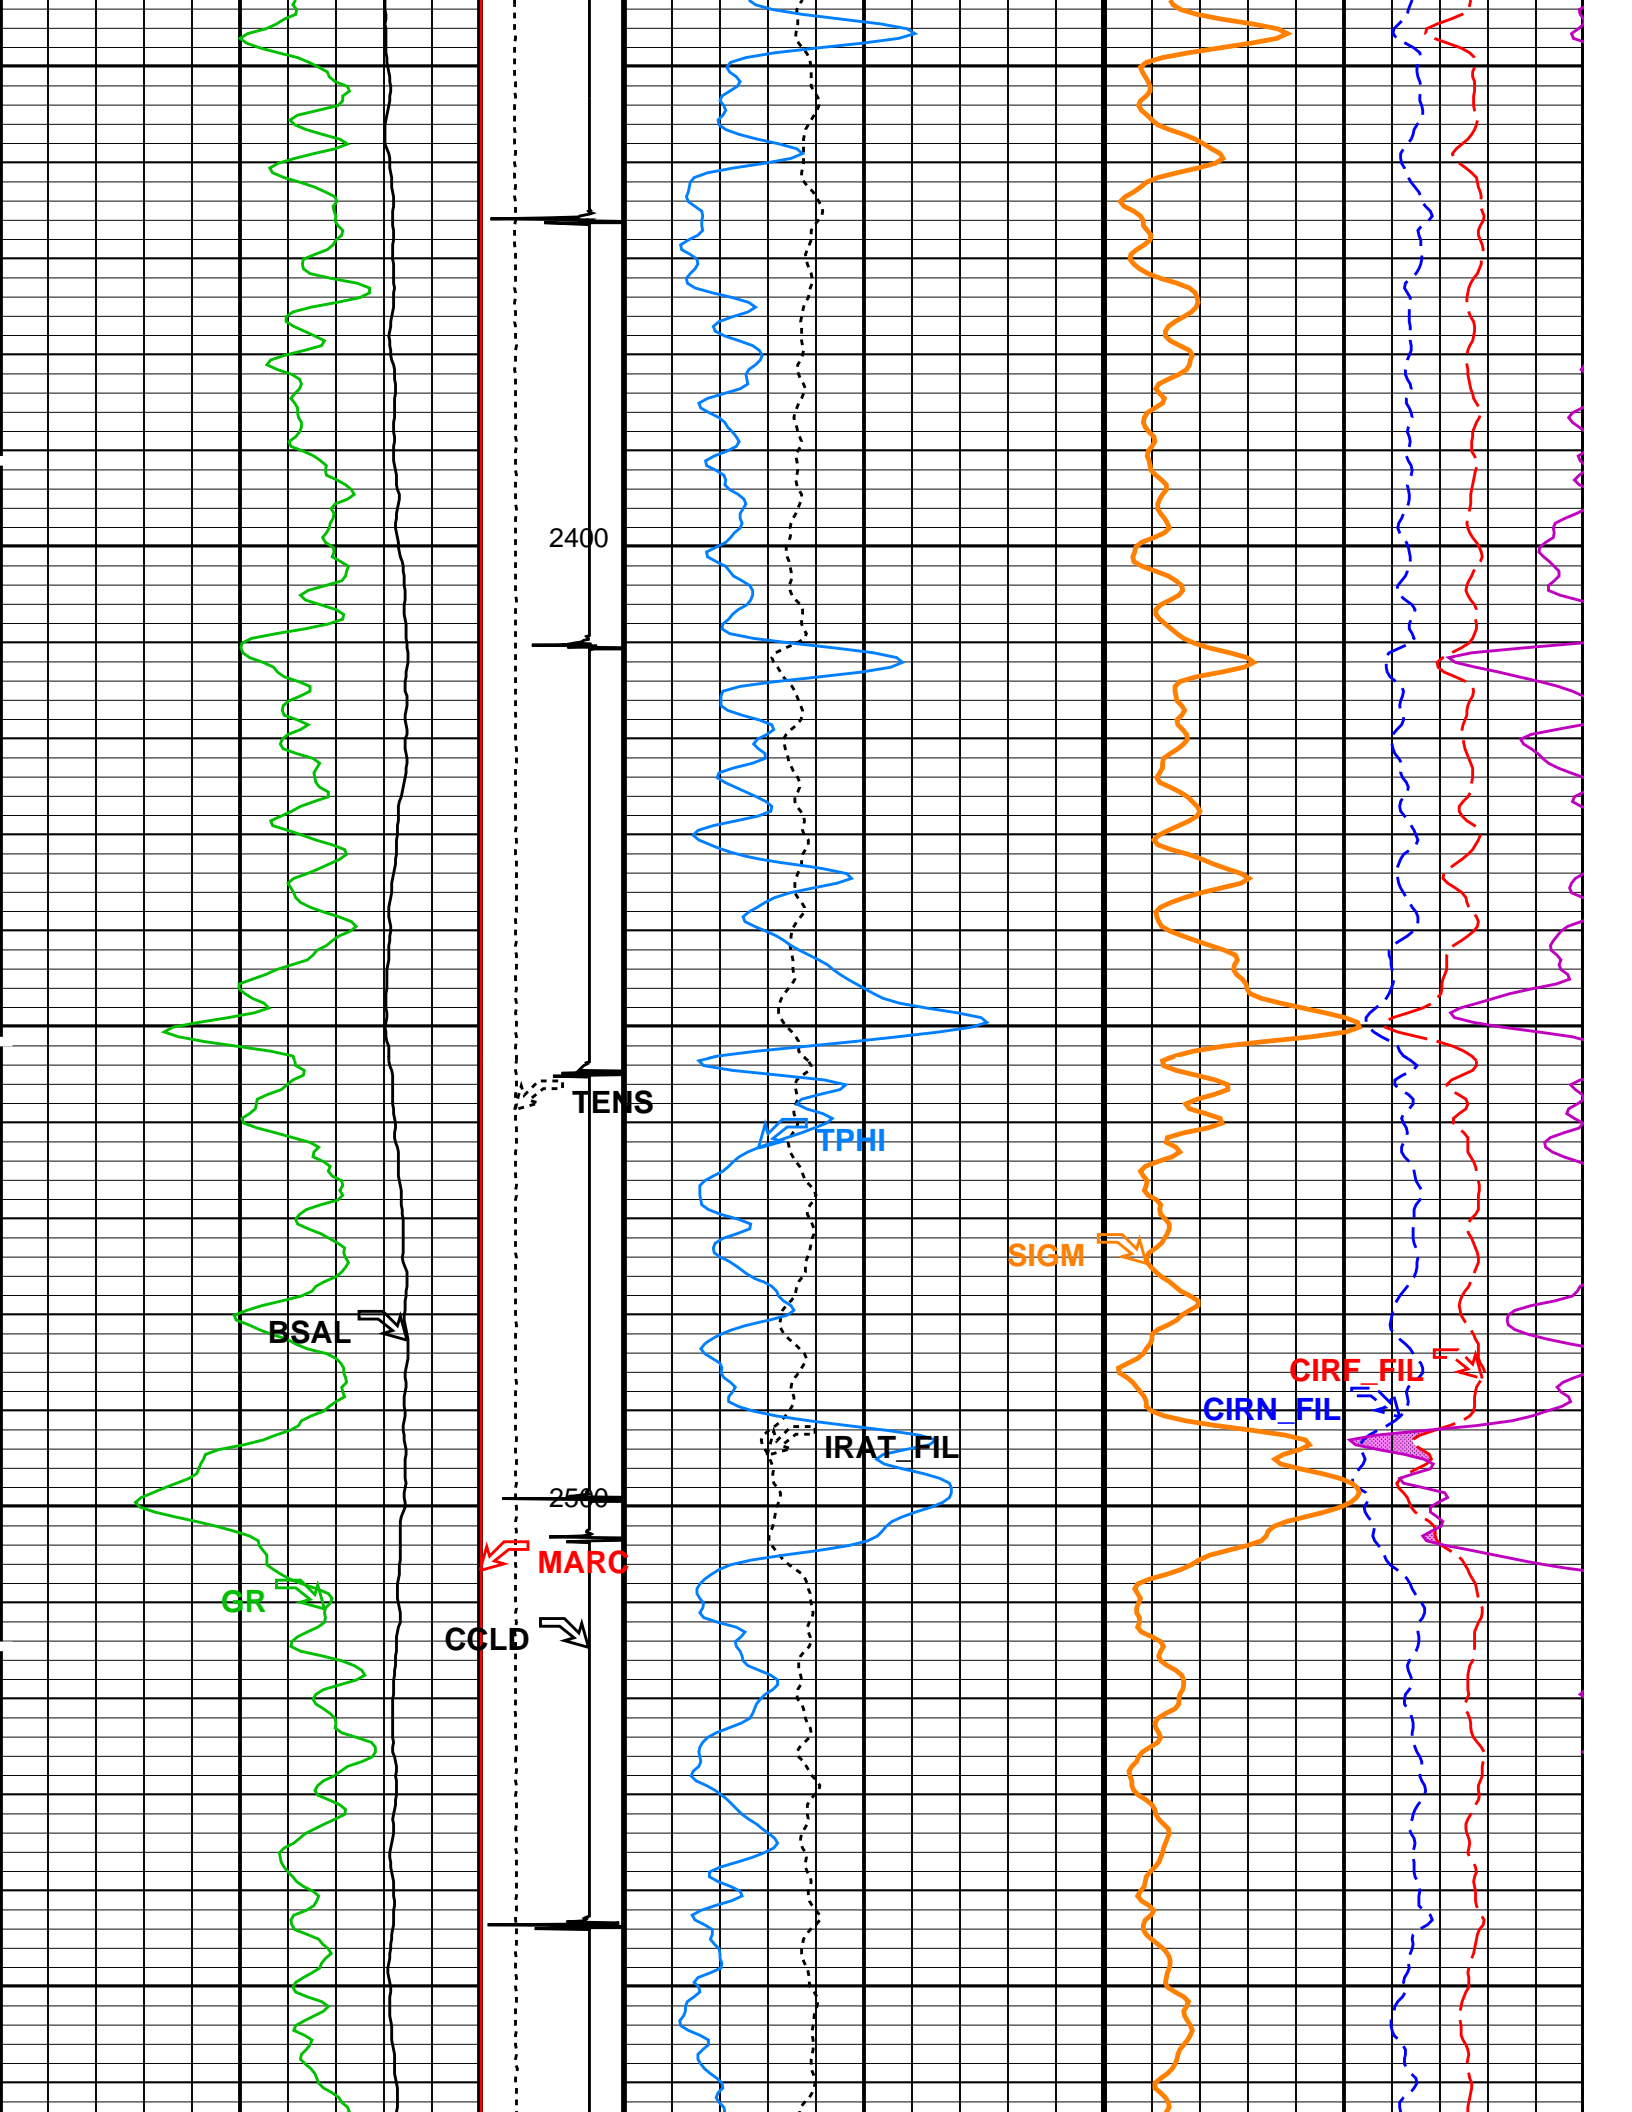 2400
TENS
TPHI
SIGM
BSAL
CIRF_FIL
CIRN_FIL
IRAT_FIL
2500
MARC
GR
CCLD